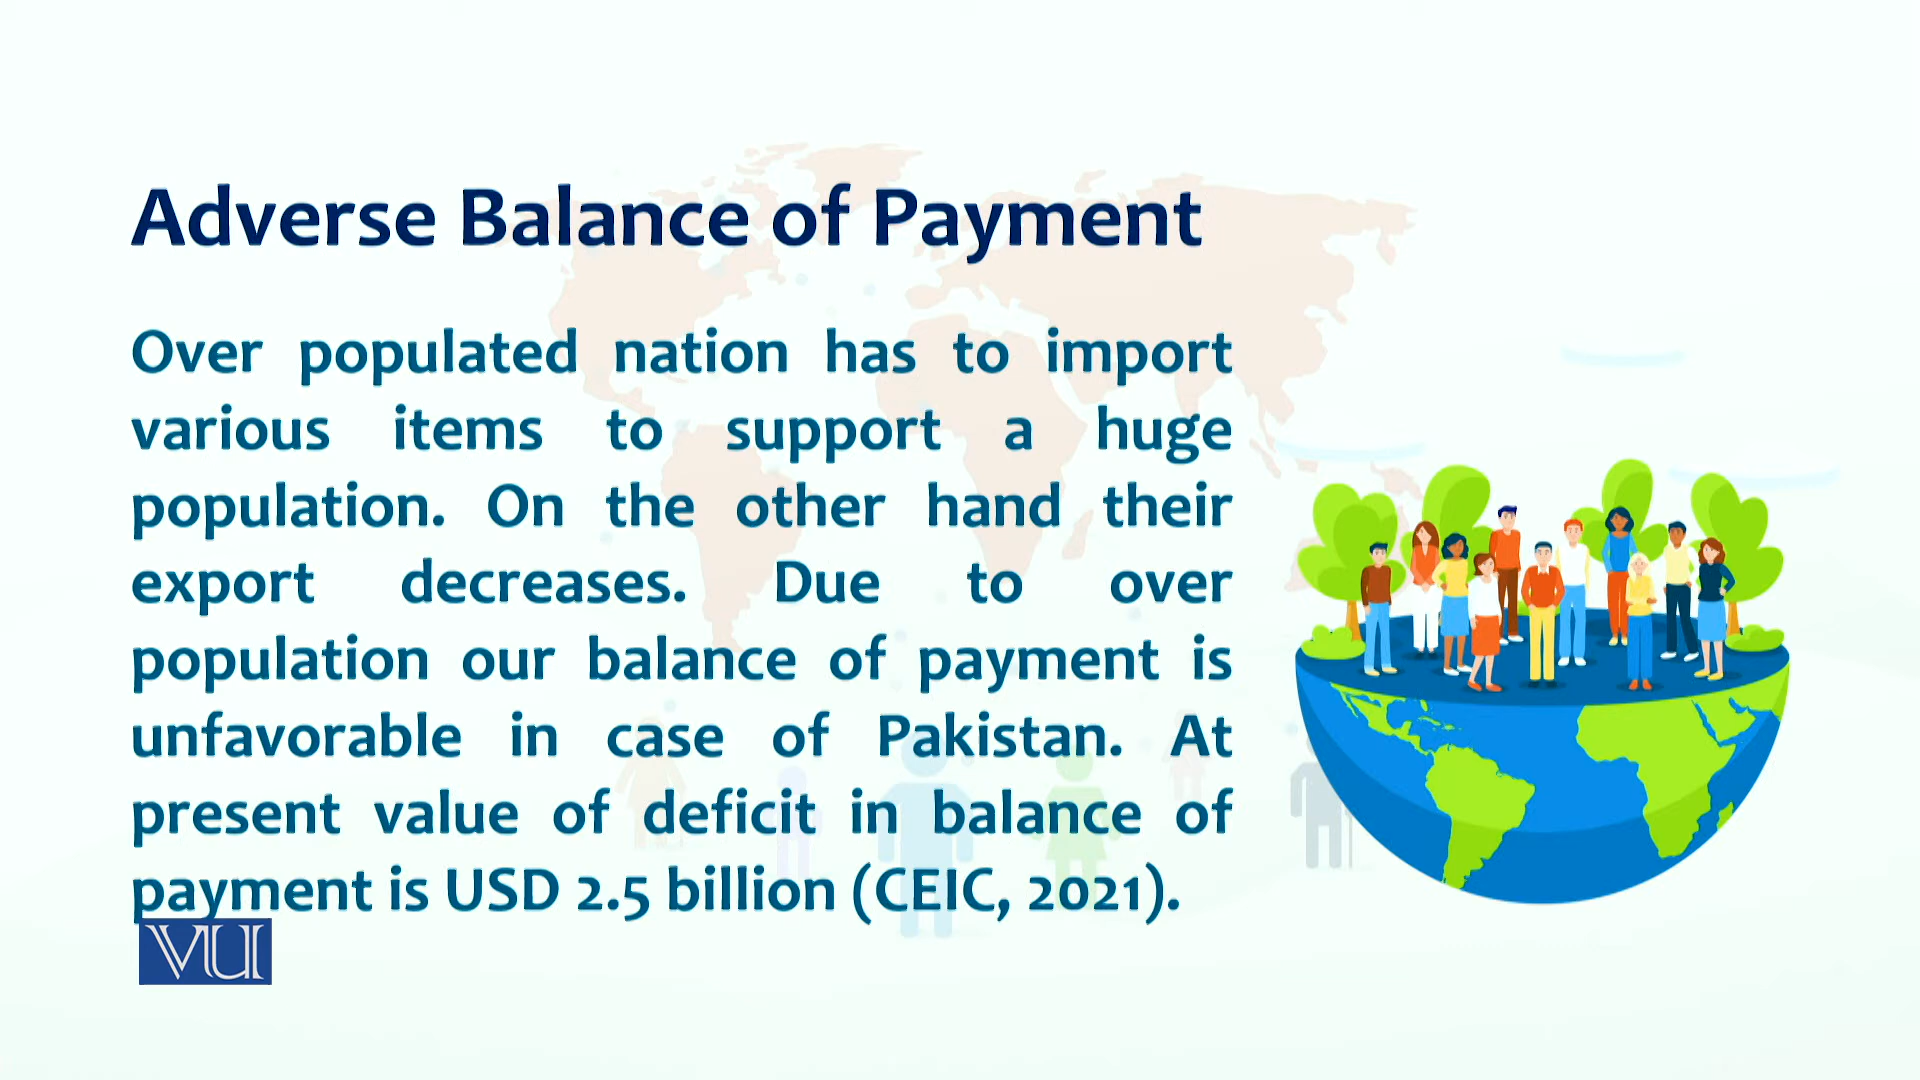 Adverse Balance of Payment
Over populated nation has to import
various items to support a huge
population. On the other hand their
export decreases. Due to over
population our balance of payment is
unfavorable in case of Pakistan. At
present value of deficit in balance of
payment is USD 2.5 billion (CEIC, 2021).
VU